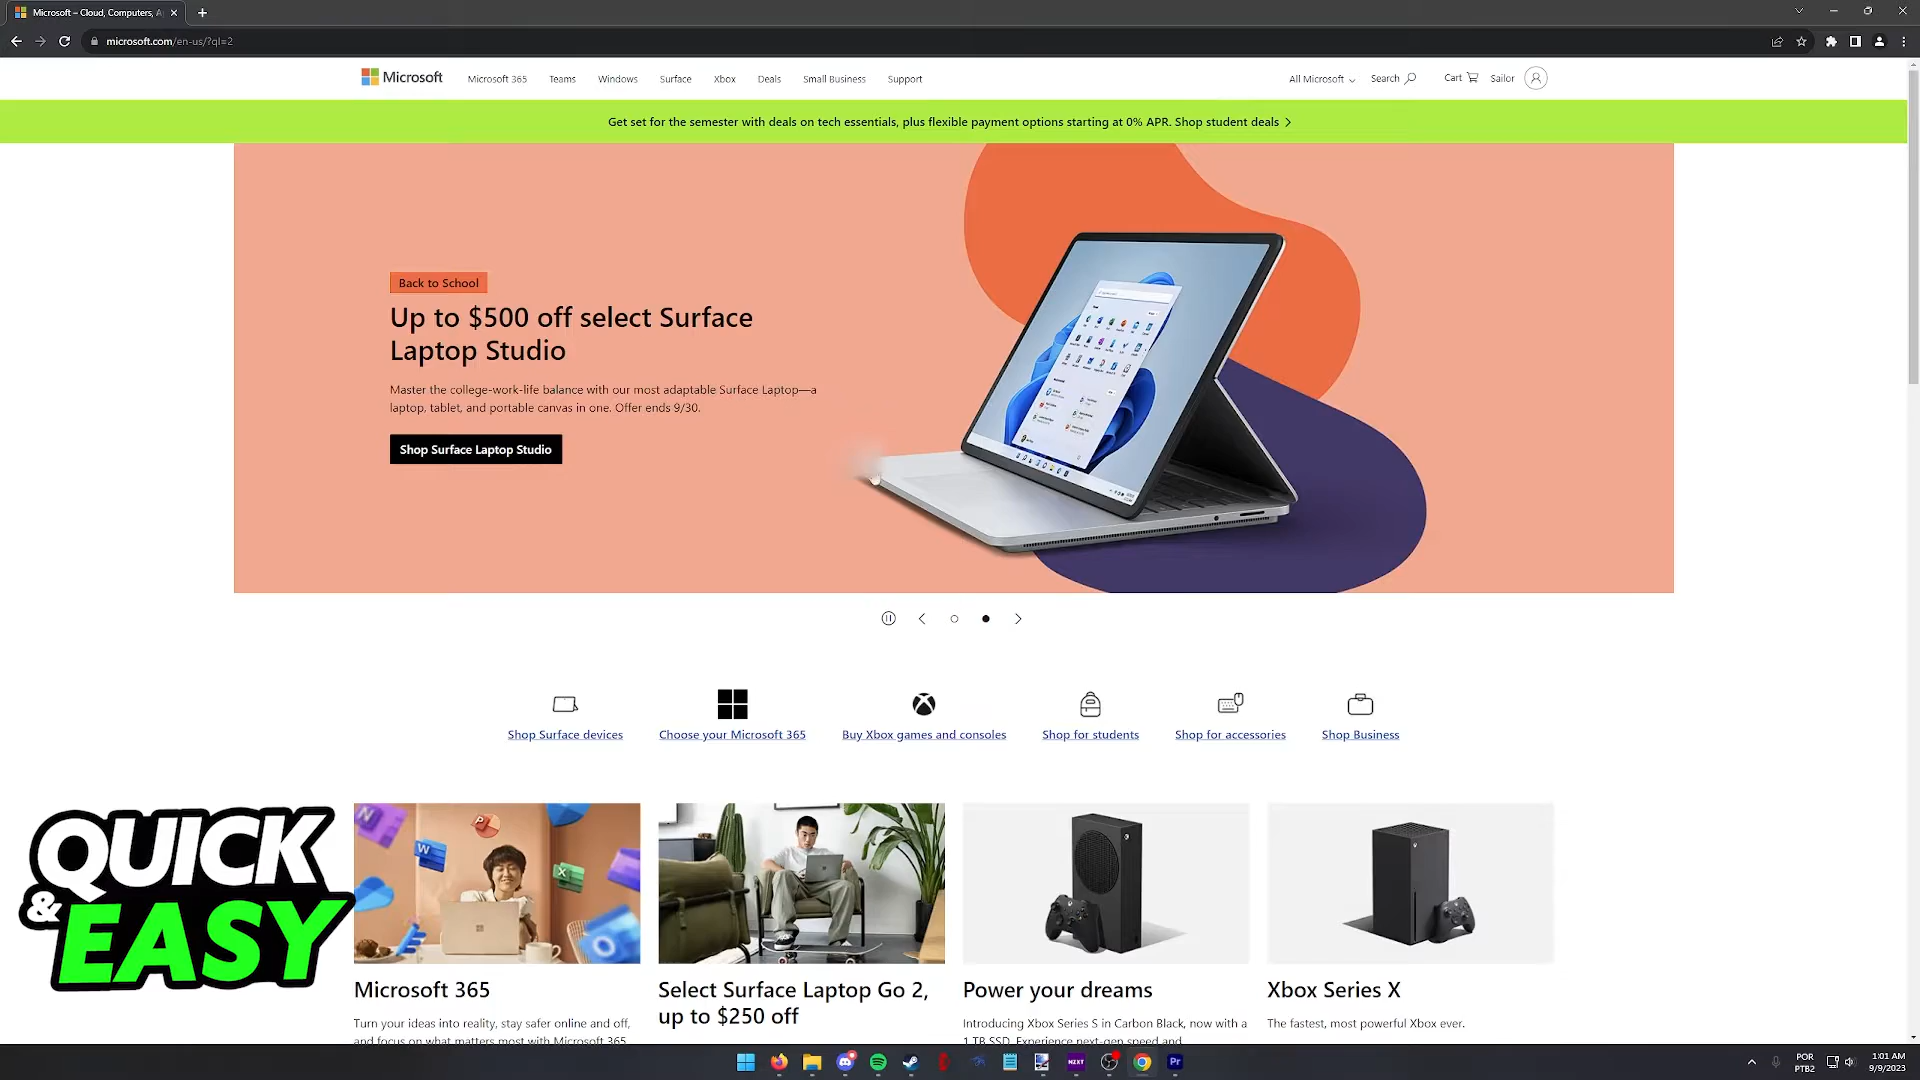 Microsoft – Cloud, Computers, A
microsoft.com/en-us/?ql=2
Microsoft
Microsoft 365
Teams
Windows
Surface
Xbox
Deals
Small Business
Support
All Microsoft
Search
Cart
Sailor
Get set for the semester with deals on tech essentials, plus flexible payment options starting at 0% APR. Shop student deals
Back to School
Up to $500 off select Surface
Laptop Studio
Master the college-work-life balance with our most adaptable Surface Laptop—a
laptop, tablet, and portable canvas in one. Offer ends 9/30.
Shop Surface Laptop Studio
Shop Surface devices
Choose your Microsoft 365
Buy Xbox games and consoles
Shop for students
Shop for accessories
Shop Business
QUICK
& EASY
Microsoft 365
Turn your ideas into reality, stay safer online and off,
and focus on what matters most with Microsoft 365
Select Surface Laptop Go 2,
up to $250 off
Power your dreams
Introducing Xbox Series S in Carbon Black, now with a
1 TB SSD. Experience next-gen speed and
Xbox Series X
The fastest, most powerful Xbox ever.
NZXT
Pr
POR
PTB2
1:01 AM
9/9/2023